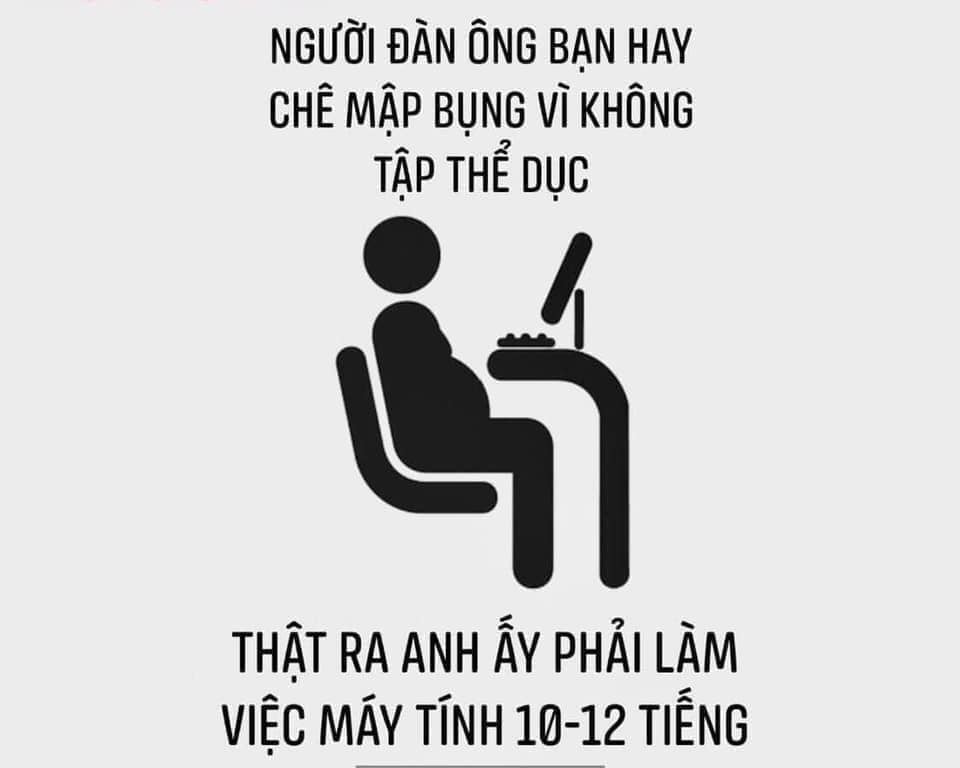 NGƯỜI ĐÀN ÔNG BẠN HAY
CHÊ MẬP BỤNG VÌ KHÔNG
TẬP THỂ DỤC
THẬT RA ANH ẤY PHẢI LÀM
VIỆC MÁY TÍNH 10-12 TIẾNG